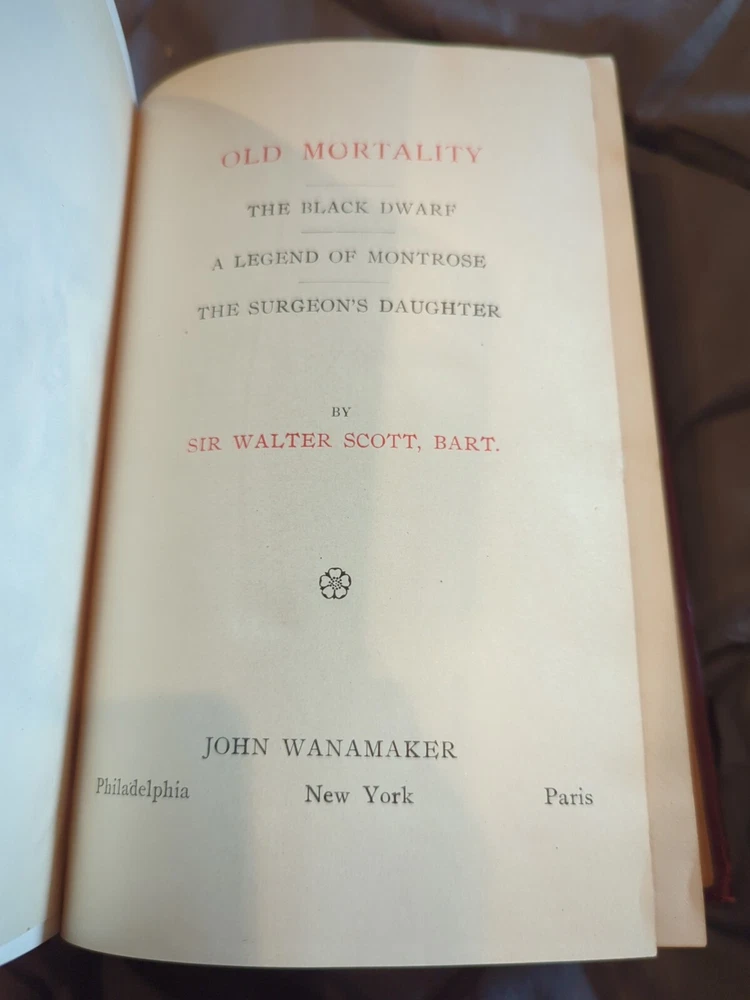 OLD MORTALITY
THE BLACK DWARF
A LEGEND OF MONTROSE
THE SURGEON'S DAUGHTER
BY
SIR WALTER SCOTT, BART.
JOHN WANAMAKER
Philadelphia New York Paris